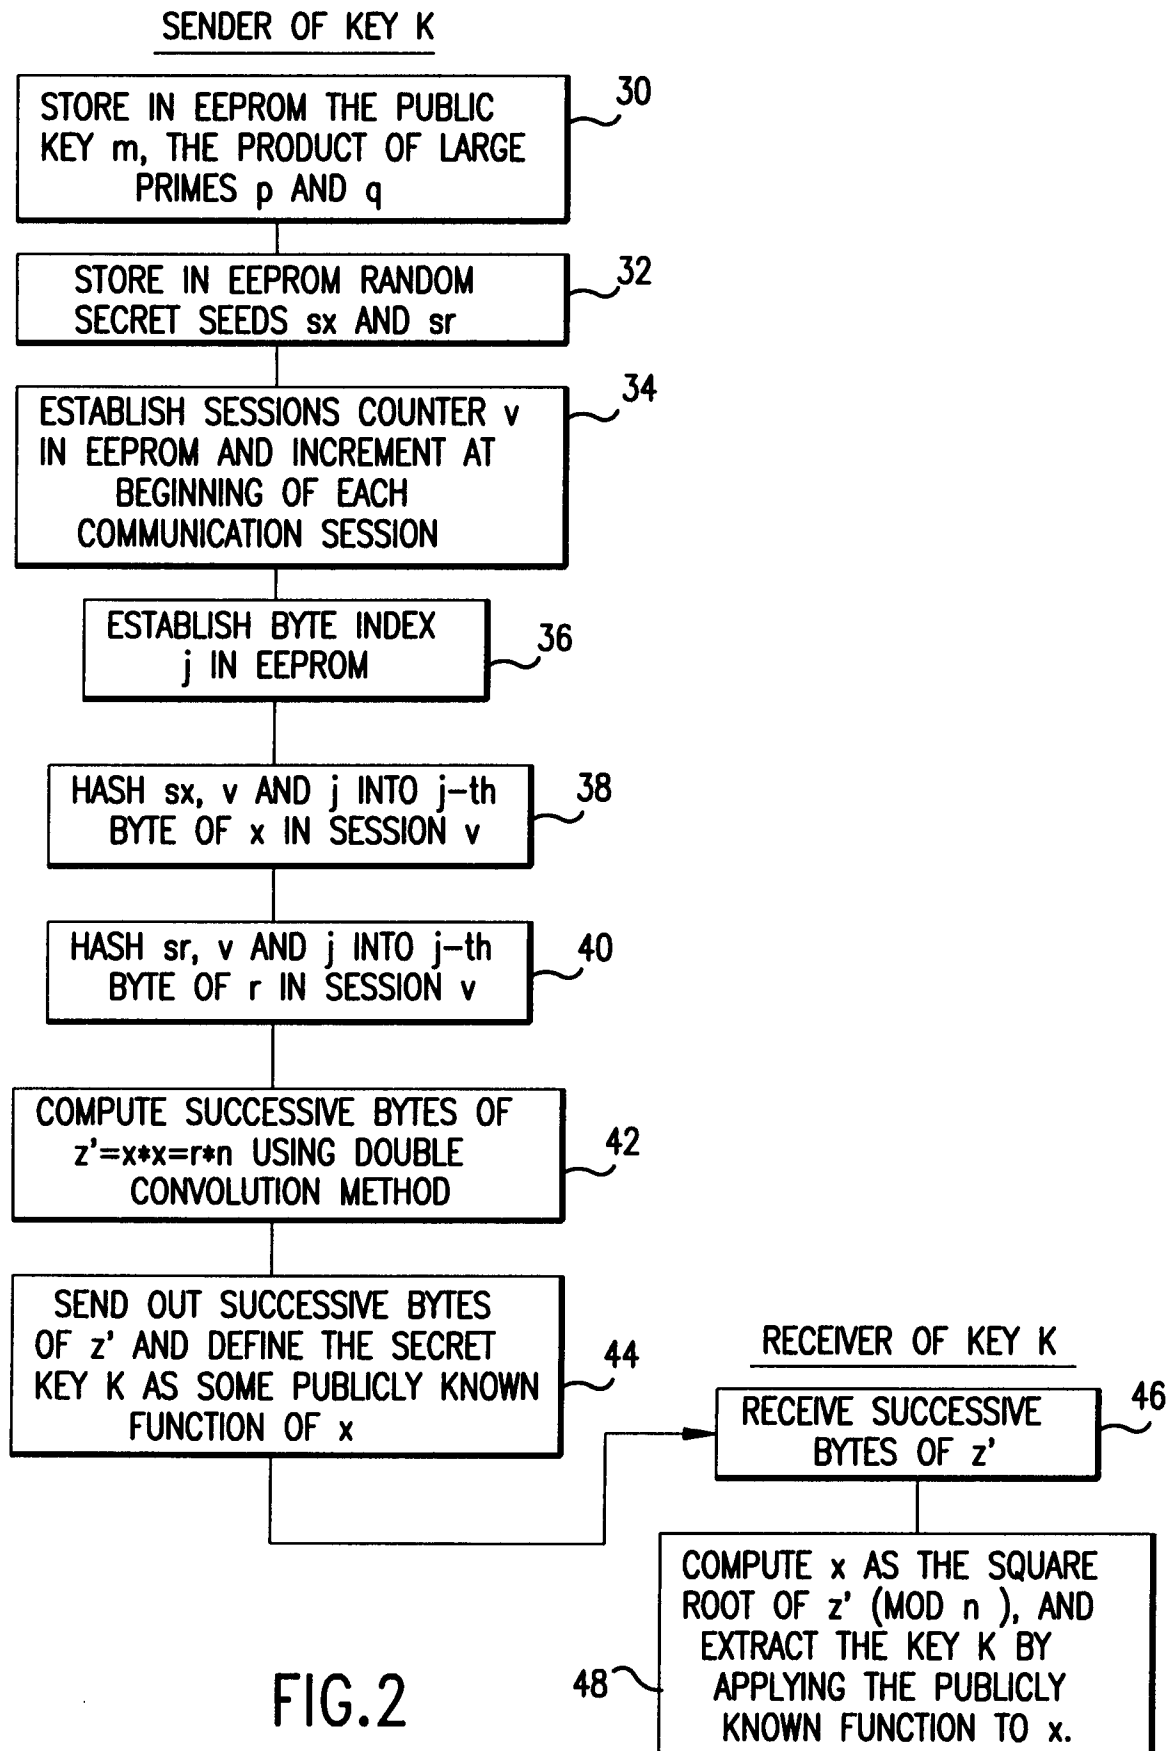 SENDER OF KEY K
30
STORE IN EEPROM THE PUBLIC
KEY m, THE PRODUCT OF LARGE
PRIMES p AND q
32
STORE IN EEPROM RANDOM
SECRET SEEDS sx AND sr
34
ESTABLISH SESSIONS COUNTER v
IN EEPROM AND INCREMENT AT
BEGINNING OF EACH
COMMUNICATION SESSION
36
ESTABLISH BYTE INDEX
j IN EEPROM
38
HASH sx, v AND j INTO j-th
BYTE OF x IN SESSION v
40
HASH sr, v AND j INTO j-th
BYTE OF r IN SESSION v
42
COMPUTE SUCCESSIVE BYTES OF
z'=x*x=r*n USING DOUBLE
CONVOLUTION METHOD
44
SEND OUT SUCCESSIVE BYTES
OF z' AND DEFINE THE SECRET
KEY K AS SOME PUBLICLY KNOWN
FUNCTION OF x
RECEIVER OF KEY K
46
RECEIVE SUCCESSIVE
BYTES OF z'
48
COMPUTE x AS THE SQUARE
ROOT OF z' (MOD n ), AND
EXTRACT THE KEY K BY
APPLYING THE PUBLICLY
KNOWN FUNCTION TO x.
FIG.2